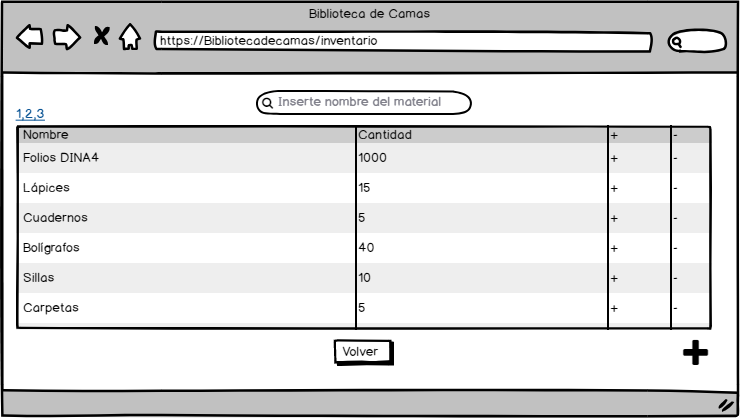 Biblioteca de Camas
https://Bibliotecadecamas/inventario
Inserte nombre del material
1,2,3
Nombre Cantidad + -
Folios DINA4 1000 + -
Lápices 15 + -
Cuadernos 5 + -
Bolígrafos 40 + -
Sillas 10 + -
Carpetas 5 + -
Volver